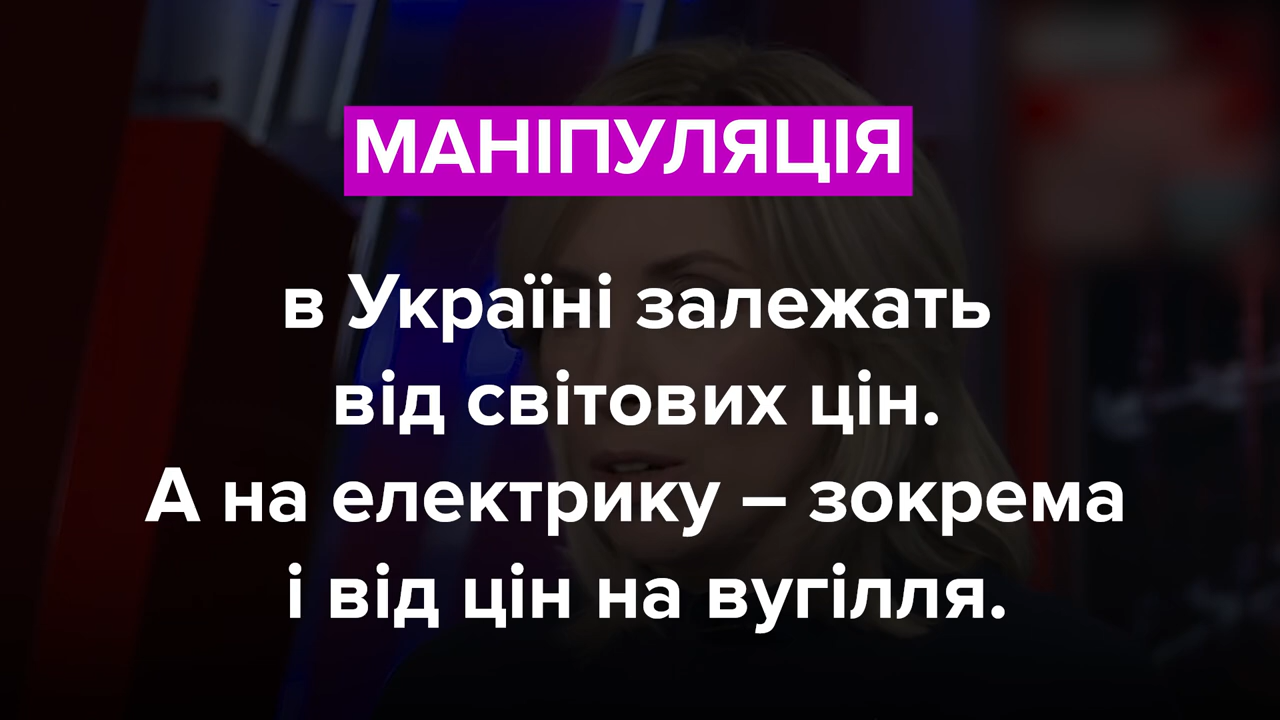 МАНІПУЛЯЦІЯ
в Україні залежать
від світових цін.
А на електрику – зокрема
і від цін на вугілля.